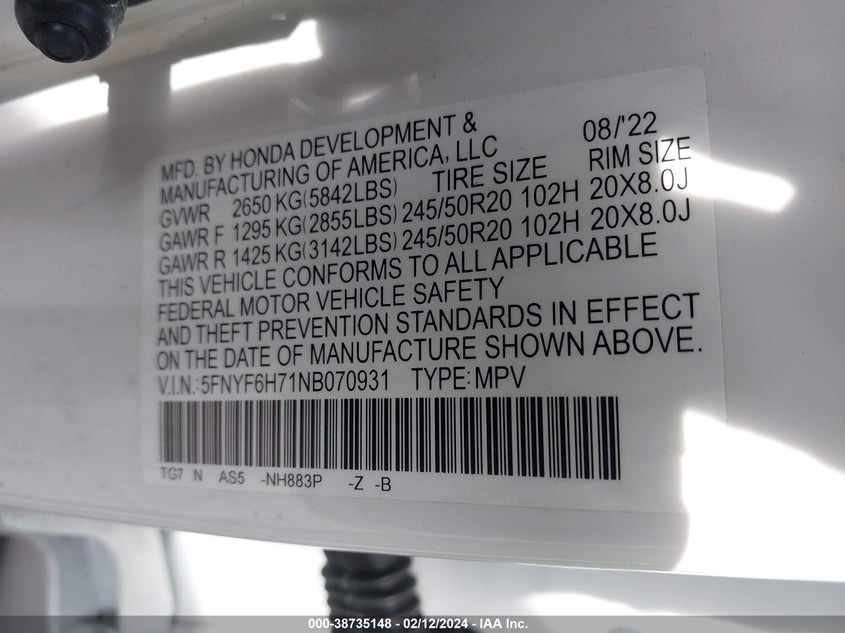 MFD. BY HONDA DEVELOPMENT & 08/'22
MANUFACTURING OF AMERICA, LLC
GVWR 2650 KG(5842LBS) TIRE SIZE RIM SIZE
GAWR F 1295 KG(2855LBS) 245/50R20 102H 20X8.0J
GAWR R 1425 KG(3142LBS) 245/50R20 102H 20X8.0J
THIS VEHICLE CONFORMS TO ALL APPLICABLE
FEDERAL MOTOR VEHICLE SAFETY
AND THEFT PREVENTION STANDARDS IN EFFECT
ON THE DATE OF MANUFACTURE SHOWN ABOVE.
V.I.N.:5FNYF6H71NB070931 TYPE:MPV
TG7 N AS5 -NH883P -Z -B
000-38735148 - 02/12/2024 - IAA Inc.